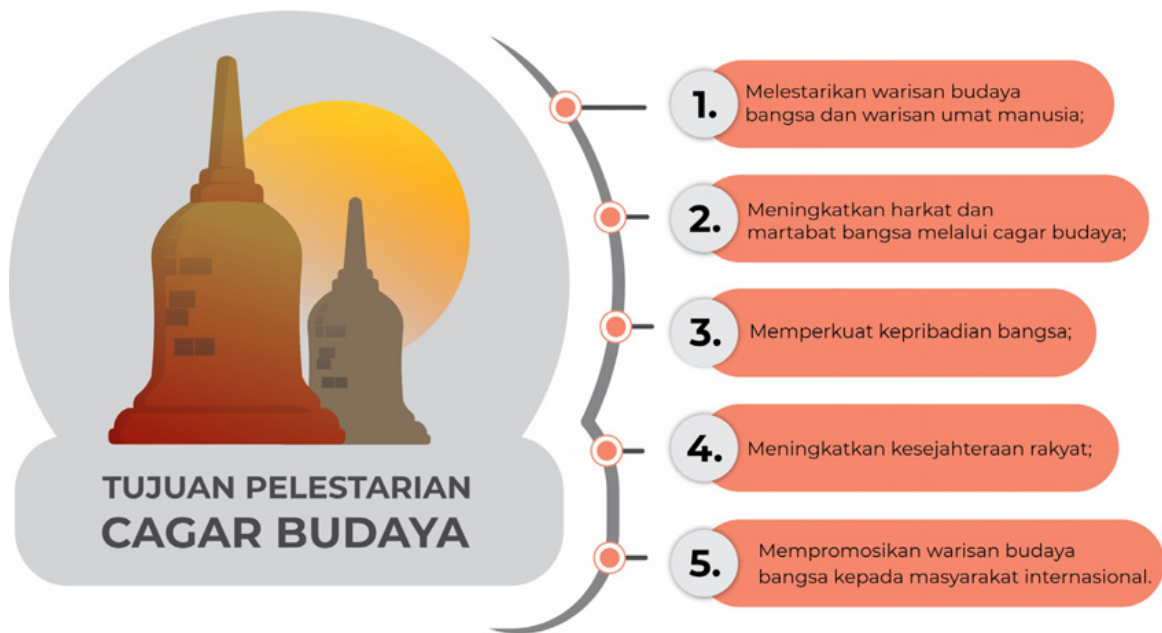 TUJUAN PELESTARIAN
CAGAR BUDAYA
1.
Melestarikan warisan budaya
bangsa dan warisan umat manusia;
2.
Meningkatkan harkat dan
martabat bangsa melalui cagar budaya;
3.
Memperkuat kepribadian bangsa;
4.
Meningkatkan kesejahteraan rakyat;
5.
Mempromosikan warisan budaya
bangsa kepada masyarakat internasional.